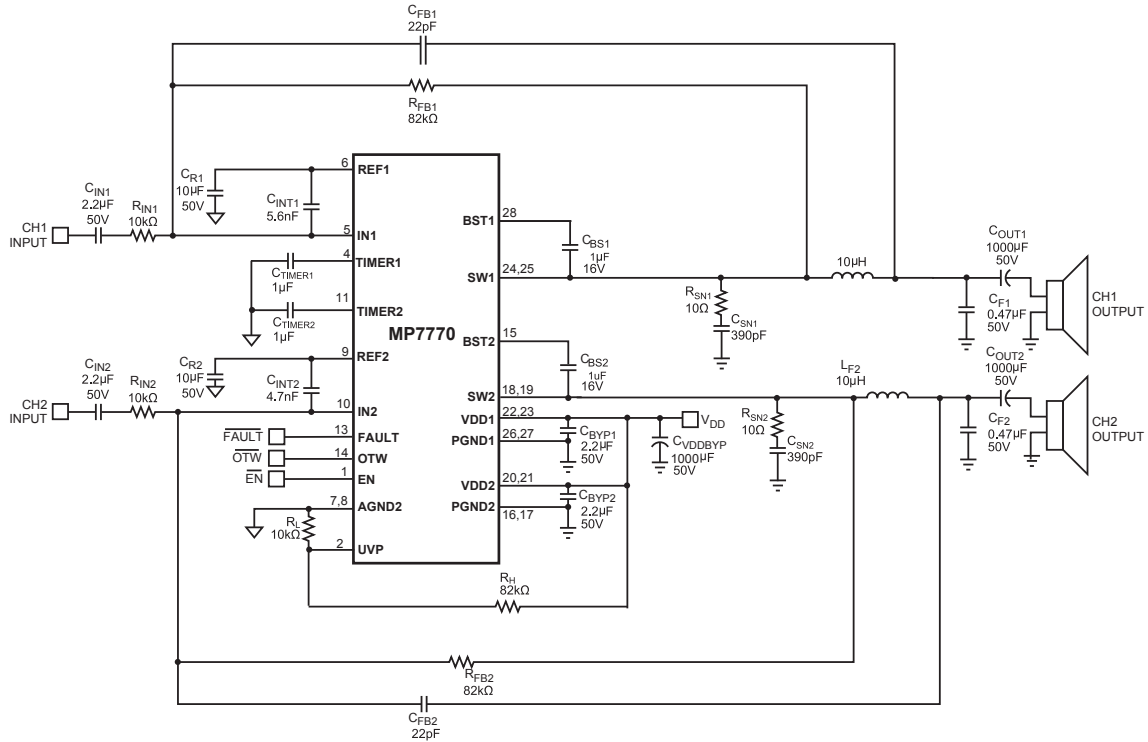 CFB1
22pF
RFB1
82kΩ
CR1
10µF
50V
CINT1
5.6nF
6
REF1
CIN1
2.2µF
50V
RIN1
10kΩ
CH1
INPUT
5
IN1
4
TIMER1
CTIMER1
1µF
11
TIMER2
CTIMER2
1µF
MP7770
BST1
28
CBS1
1µF
16V
SW1
24,25
RSN1
10Ω
CSN1
390pF
10µH
COUT1
1000µF
50V
CF1
0.47µF
50V
CH1
OUTPUT
CR2
10µF
50V
CINT2
4.7nF
9
REF2
CIN2
2.2µF
50V
RIN2
10kΩ
CH2
INPUT
10
IN2
BST2
15
CBS2
1uF
16V
SW2
18,19
LF2
10µH
RSN2
10Ω
CSN2
390pF
COUT2
1000µF
50V
CF2
0.47µF
50V
CH2
OUTPUT
FAULT
13
FAULT
OTW
14
OTW
EN
1
EN
VDD1
22,23
VDD
PGND1
26,27
CBYP1
2.2µF
50V
CVDDBYP
1000µF
50V
VDD2
20,21
PGND2
16,17
CBYP2
2.2µF
50V
7,8
AGND2
RL
10kΩ
2
UVP
RH
82kΩ
RFB2
82kΩ
CFB2
22pF